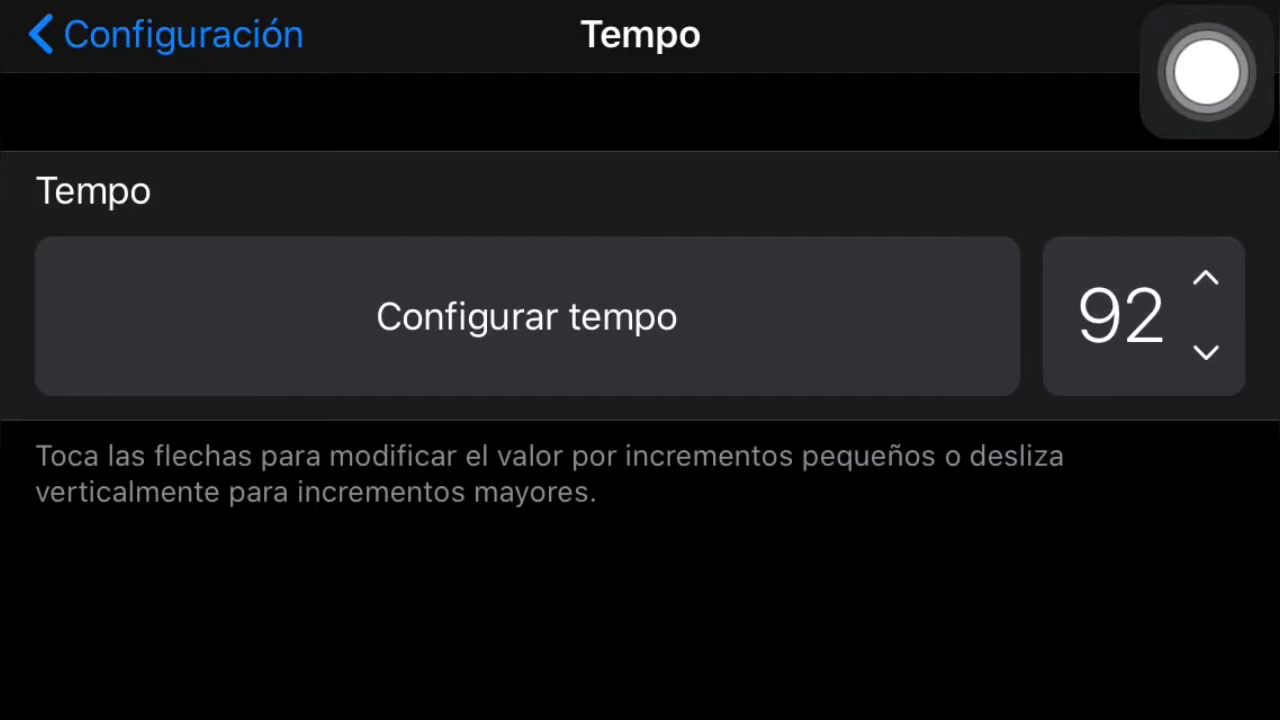 Configuración
Tempo
Tempo
Configurar tempo
92
Toca las flechas para modificar el valor por incrementos pequeños o desliza
verticalmente para incrementos mayores.